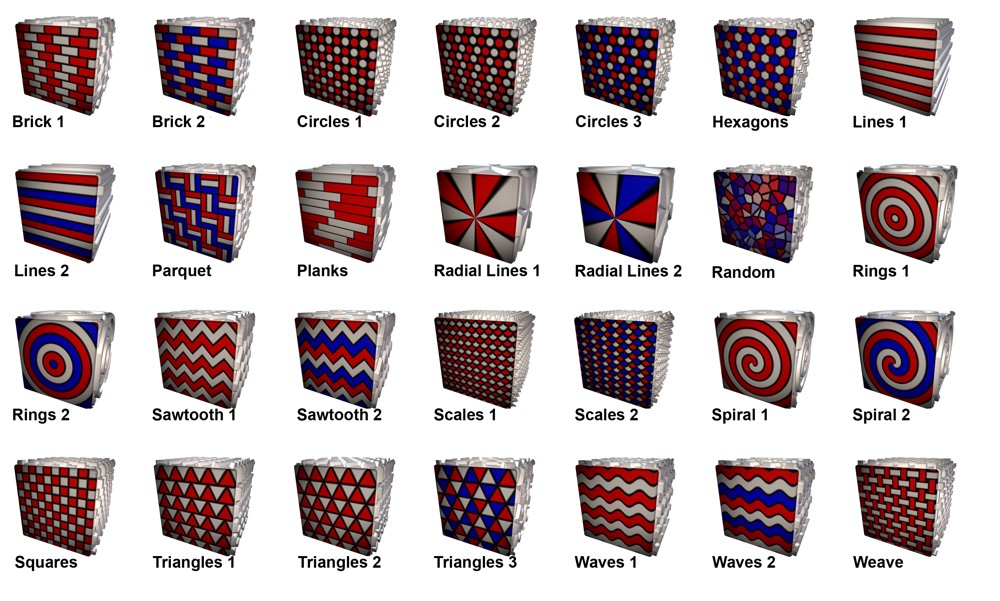 Brick 1 Brick 2 Circles 1 Circles 2 Circles 3 Hexagons Lines 1
Lines 2 Parquet Planks Radial Lines 1 Radial Lines 2 Random Rings 1
Rings 2 Sawtooth 1 Sawtooth 2 Scales 1 Scales 2 Spiral 1 Spiral 2
Squares Triangles 1 Triangles 2 Triangles 3 Waves 1 Waves 2 Weave